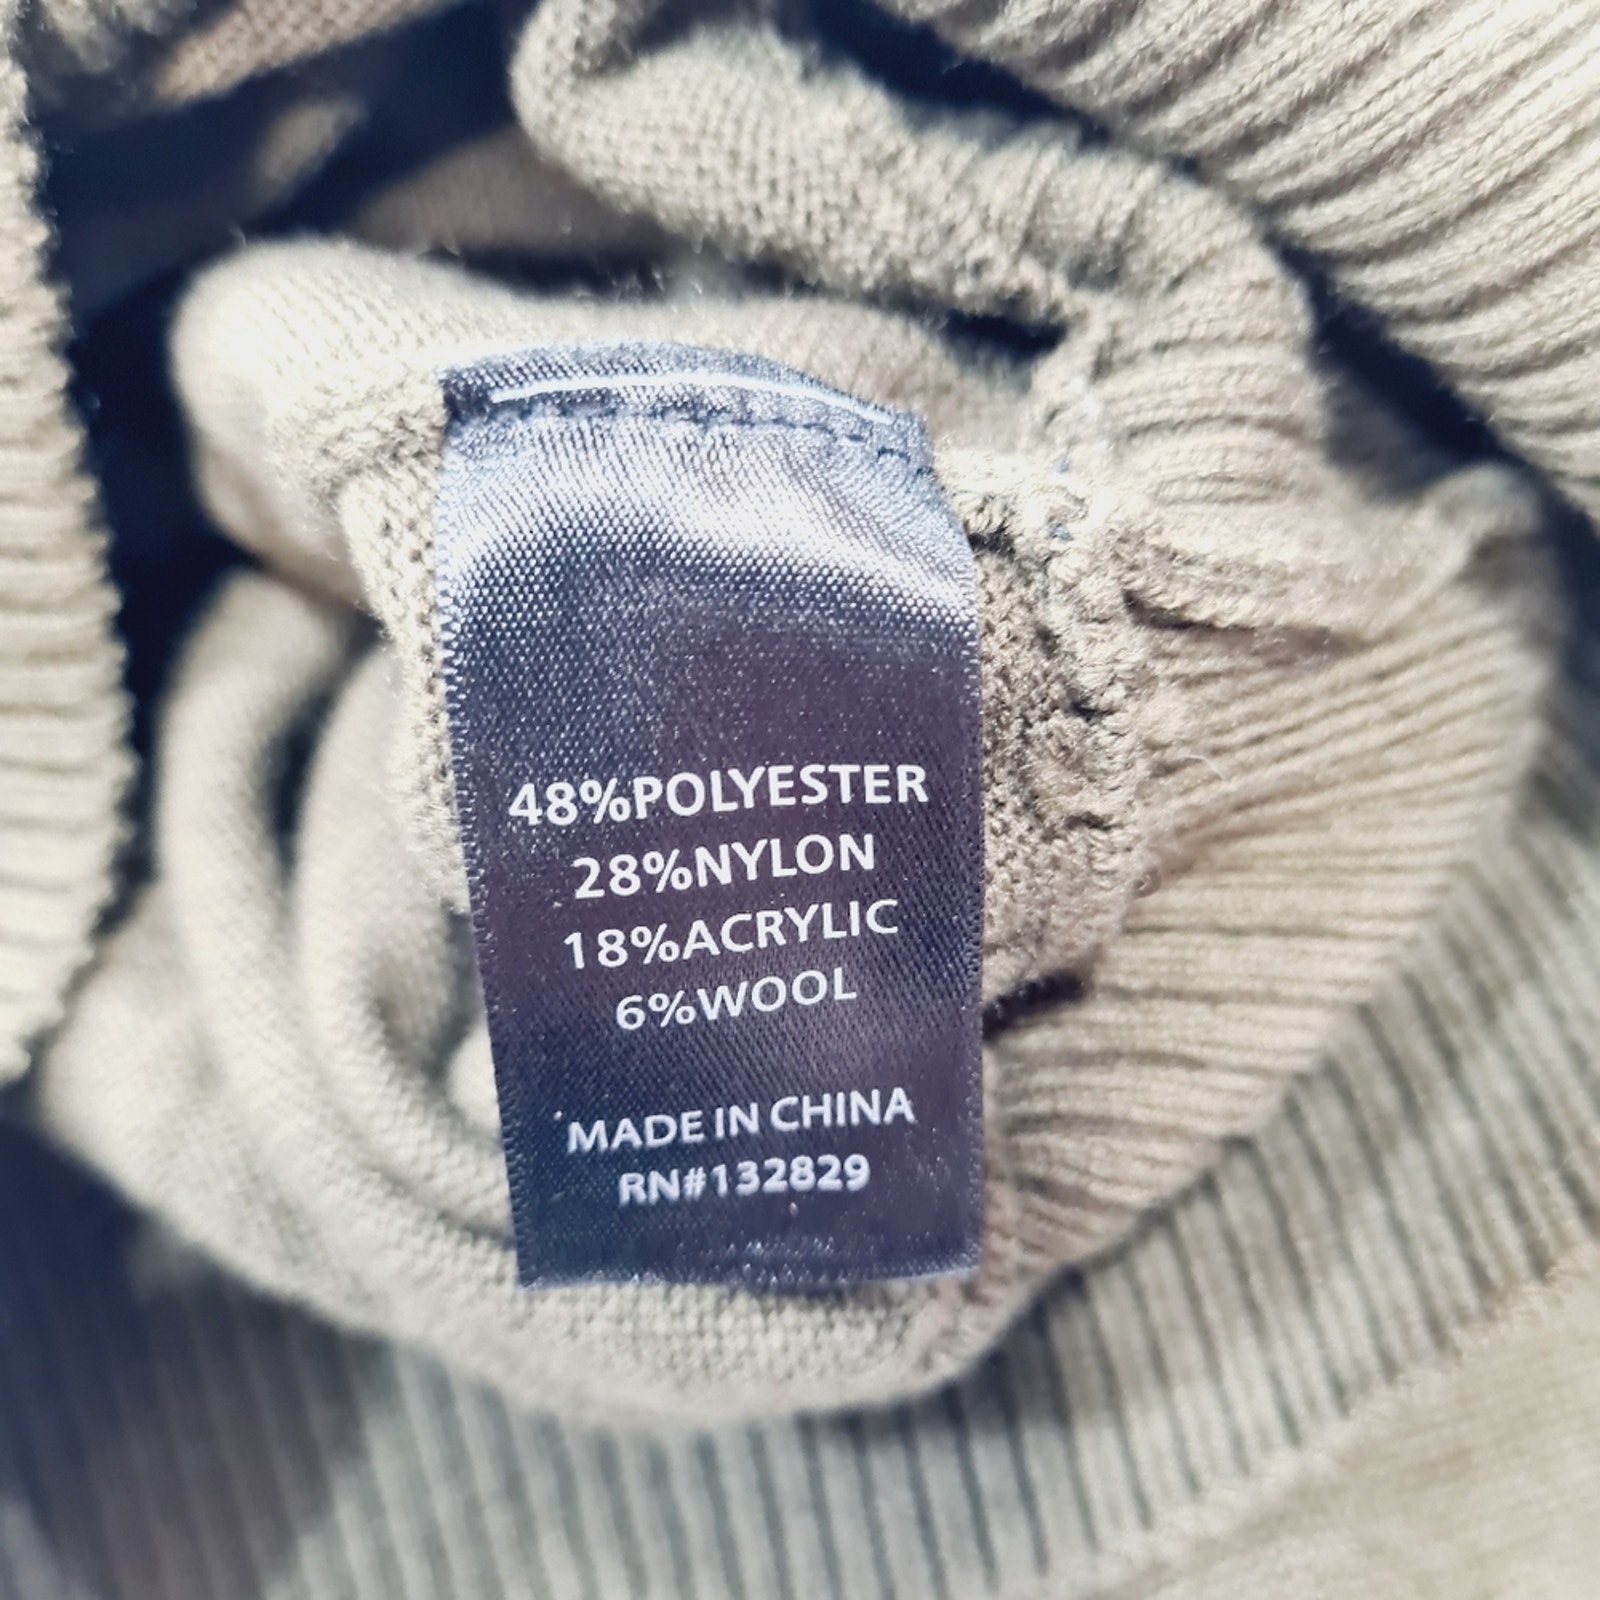 48%POLYESTER
28%NYLON
18%ACRYLIC
6%WOOL
MADE IN CHINA
RN#132829